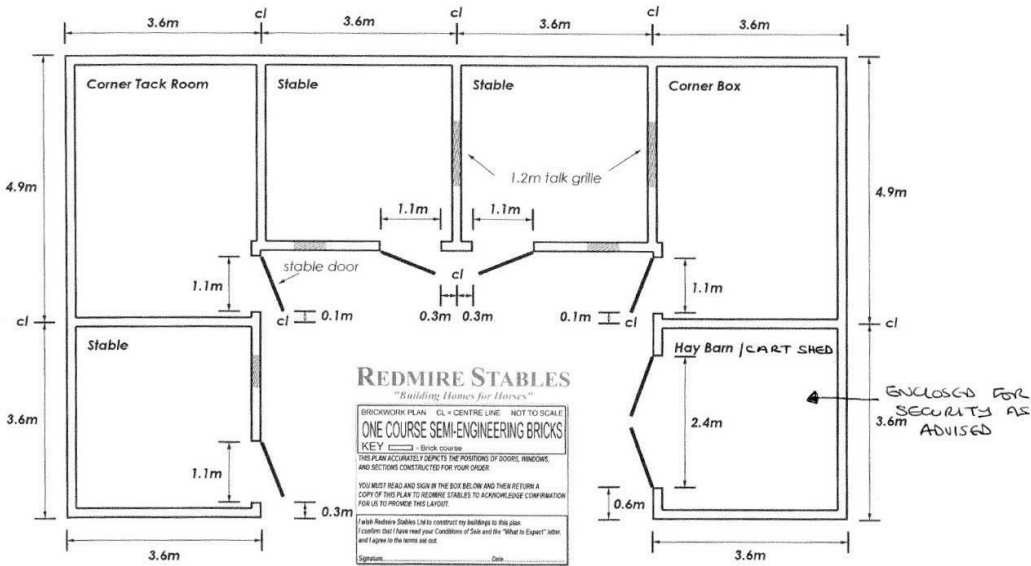 cl cl cl
3.6m 3.6m 3.6m 3.6m
Corner Tack Room Stable Stable Corner Box
1.2m talk grille
4.9m 4.9m
1.1m 1.1m
stable door
cl
1.1m 1.1m
0.3m 0.3m
0.1m 0.1m
cl cl cl cl
Stable Hay Barn / CART SHED
REDMIRE STABLES
"Building Homes for Horses"
BRICKWORK PLAN CL = CENTRE LINE NOT TO SCALE
ONE COURSE SEMI-ENGINEERING BRICKS
KEY - Brick course
THIS PLAN ACCURATELY DEPICTS THE POSITIONS OF DOORS, WINDOWS,
AND SECTIONS CONSTRUCTED FOR YOUR ORDER
YOU MUST READ AND SIGN IN THE BOX BELOW AND THEN RETURN A
COPY OF THIS PLAN TO REDMIRE STABLES TO ACKNOWLEDGE CONFIRMATION
FOR US TO PROVIDE THIS LAYOUT.
I wish Redmire Stables Ltd to construct my buildings to this plan.
I confirm that I have read your Conditions of Sale and the "What to Expect" letter,
and I agree to the terms set out.
Signature Date
ENCLOSED FOR
SECURITY AS
ADVISED
3.6m 2.4m 3.6m
1.1m
0.3m 0.6m
3.6m 3.6m